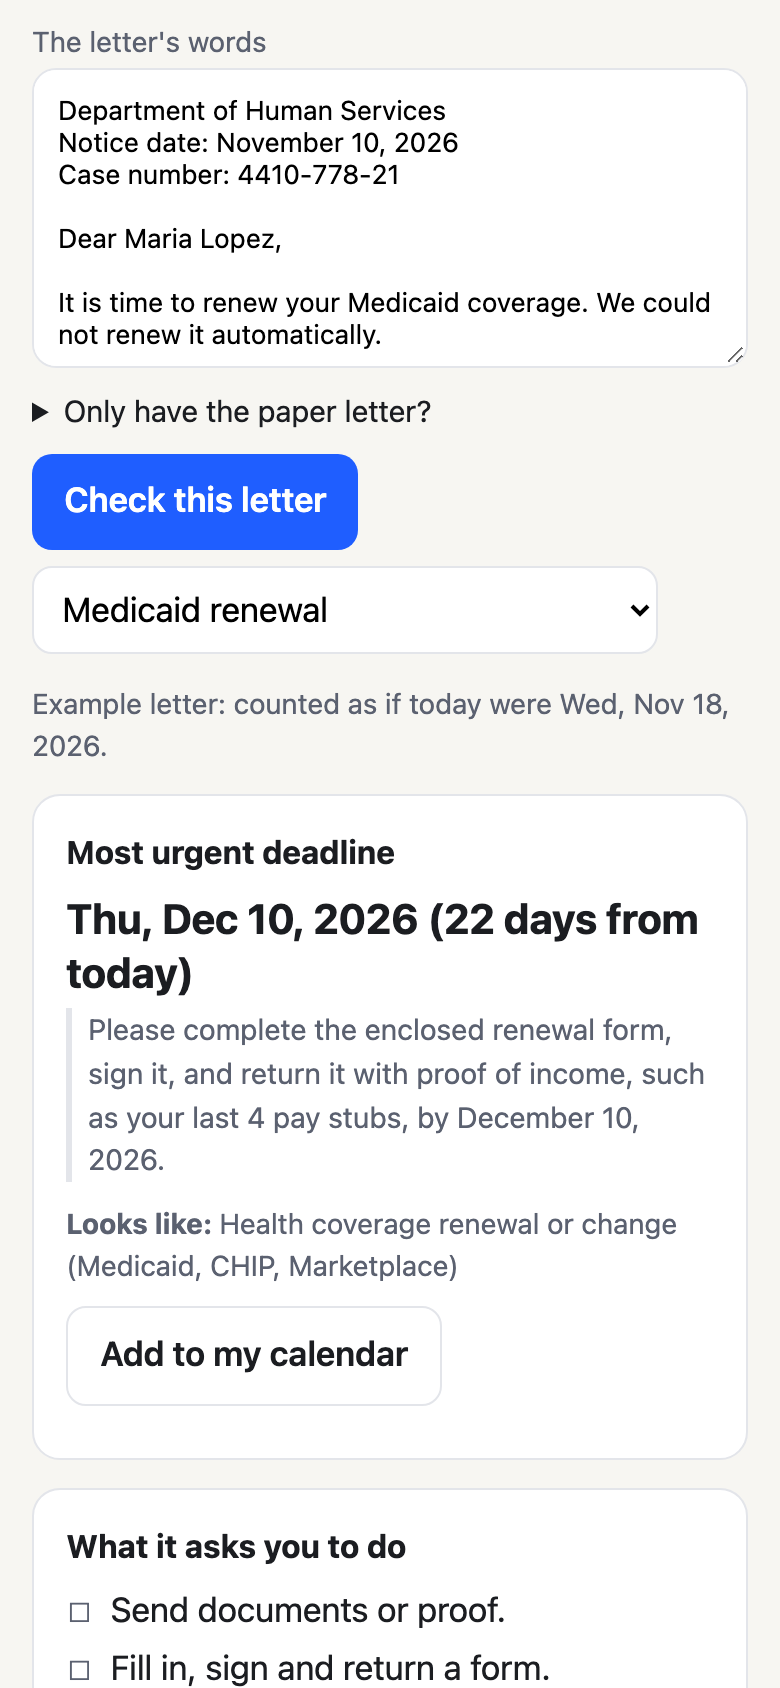 The letter's words
Department of Human Services
Notice date: November 10, 2026
Case number: 4410-778-21
Dear Maria Lopez,
It is time to renew your Medicaid coverage. We could
not renew it automatically.
Only have the paper letter?
Check this letter
Medicaid renewal
Example letter: counted as if today were Wed, Nov 18,
2026.
Most urgent deadline
Thu, Dec 10, 2026 (22 days from
today)
Please complete the enclosed renewal form,
sign it, and return it with proof of income, such
as your last 4 pay stubs, by December 10,
2026.
Looks like: Health coverage renewal or change
(Medicaid, CHIP, Marketplace)
Add to my calendar
What it asks you to do
Send documents or proof.
Fill in, sign and return a form.